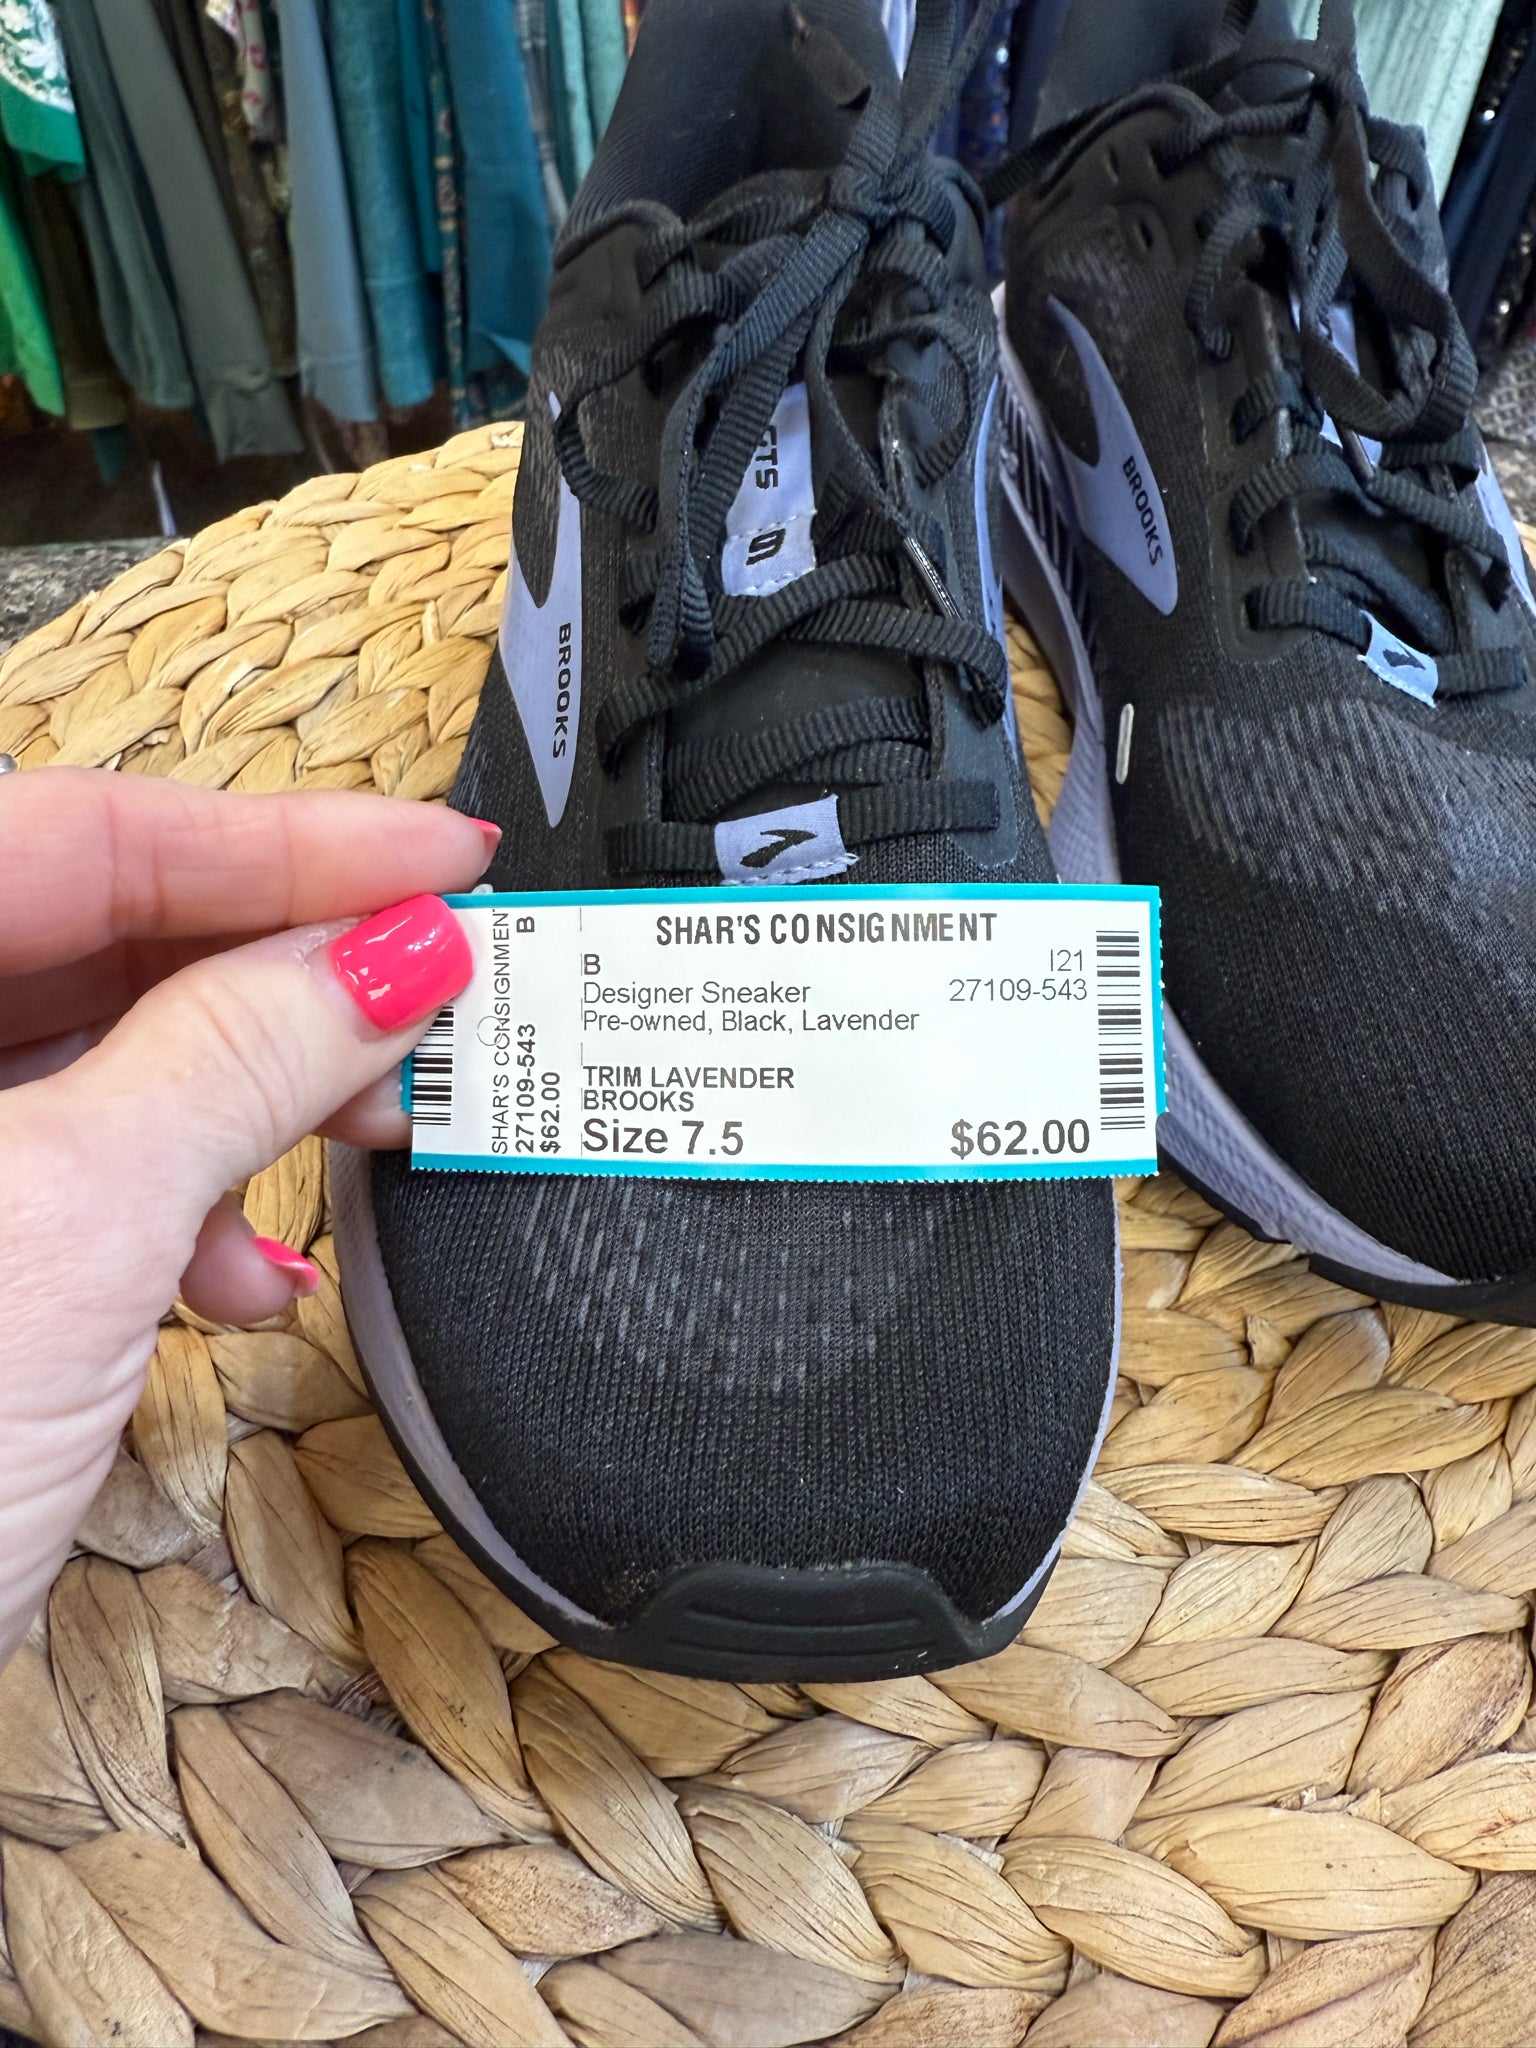 GTS
BROOKS
BROOKS
SHAR'S CONSIGNMENT
B
I21
Designer Sneaker
27109-543
Pre-owned, Black, Lavender
TRIM LAVENDER
BROOKS
Size 7.5
$62.00
SHAR'S CONSIGNMEN
B
27109-543
$62.00